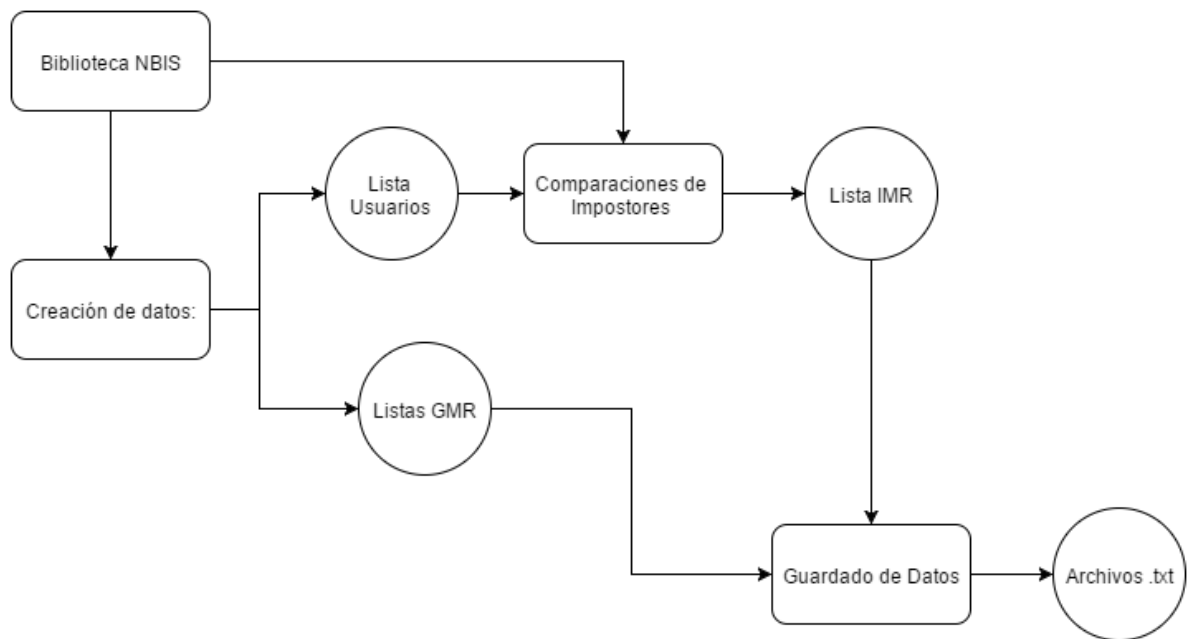 Biblioteca NBIS
Lista
Usuarios
Comparaciones de
Impostores
Lista IMR
Creación de datos:
Listas GMR
Guardado de Datos
Archivos .txt